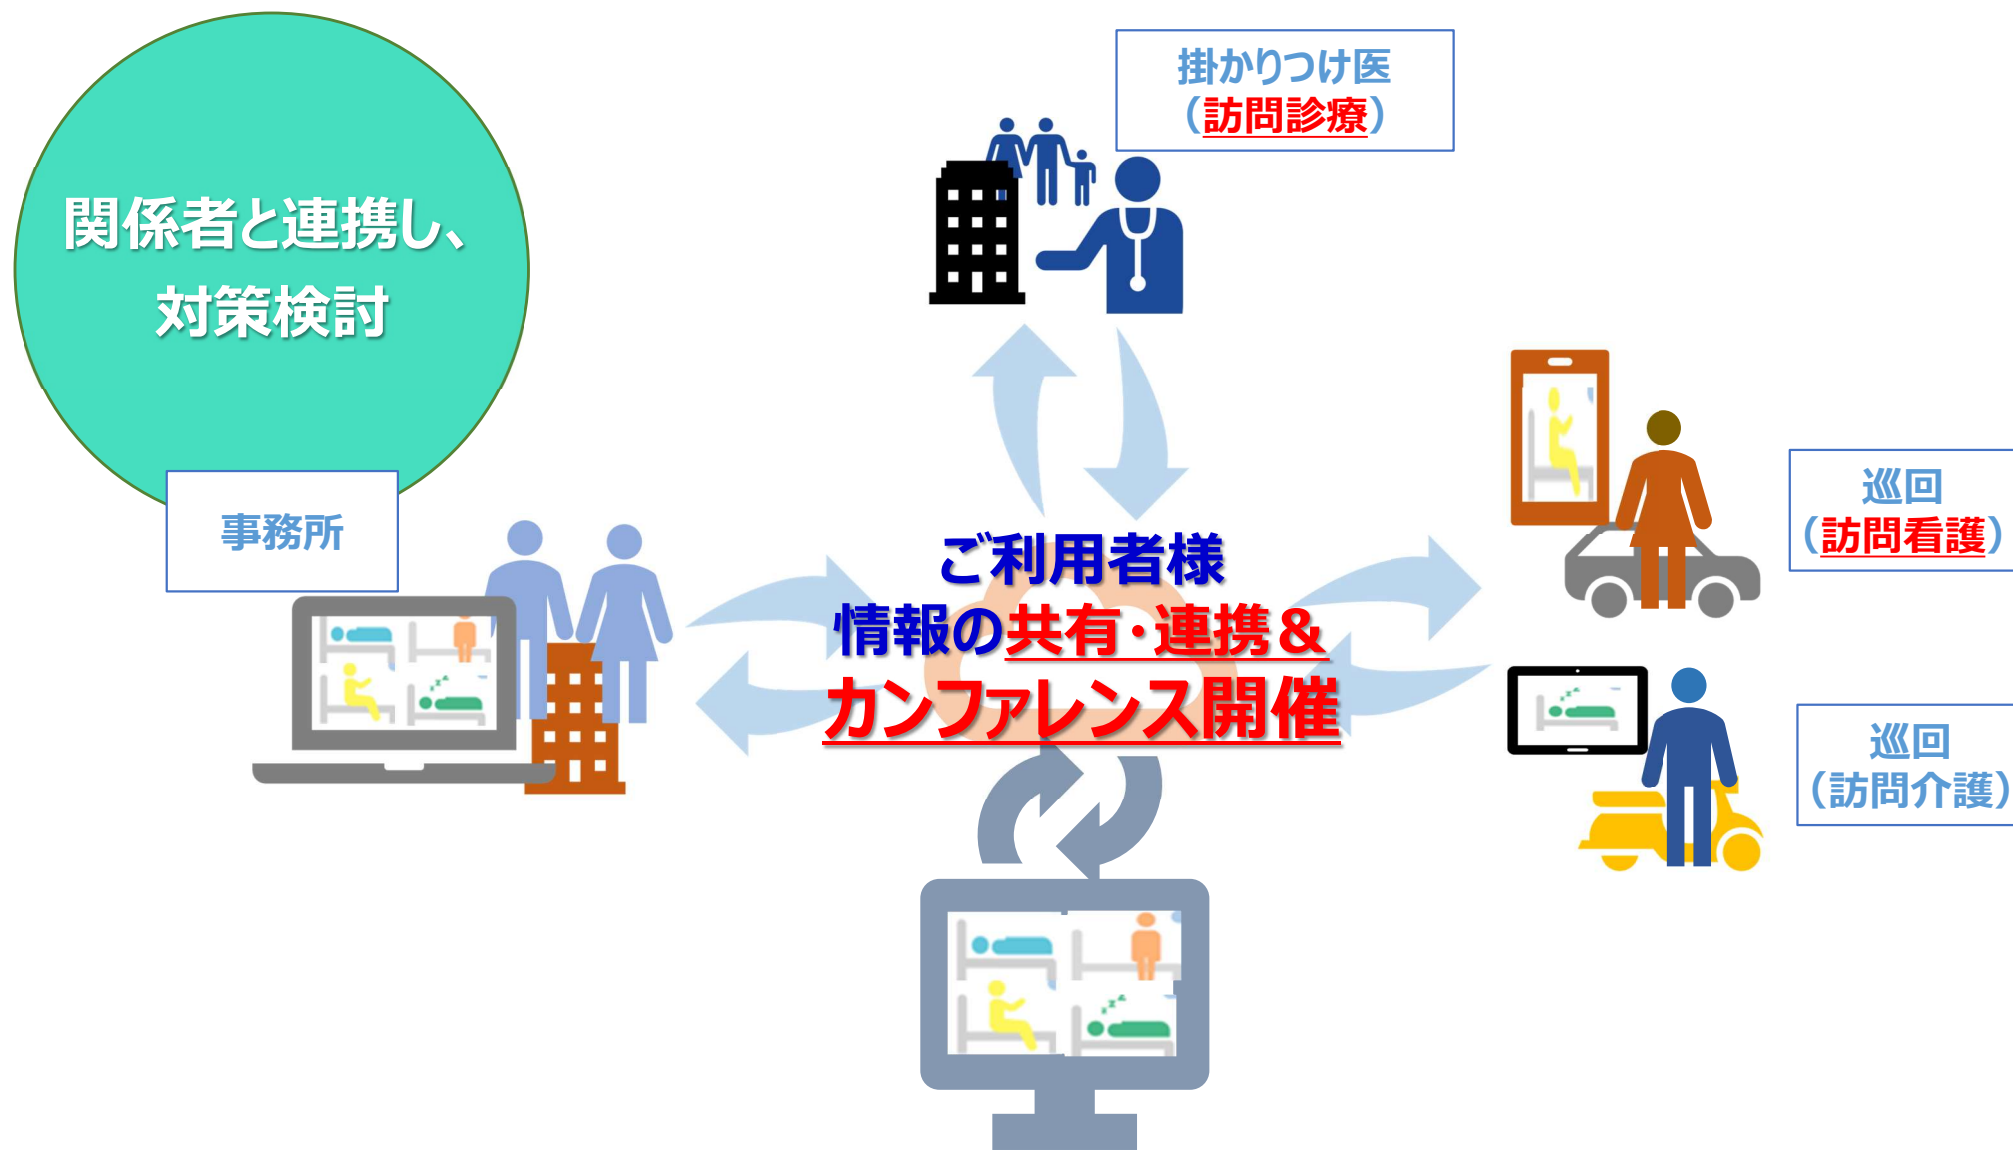 関係者と連携し、
対策検討
掛かりつけ医
（訪問診療）
事務所
ご利用者様
情報の共有・連携＆
カンファレンス開催
巡回
（訪問看護）
巡回
（訪問介護）